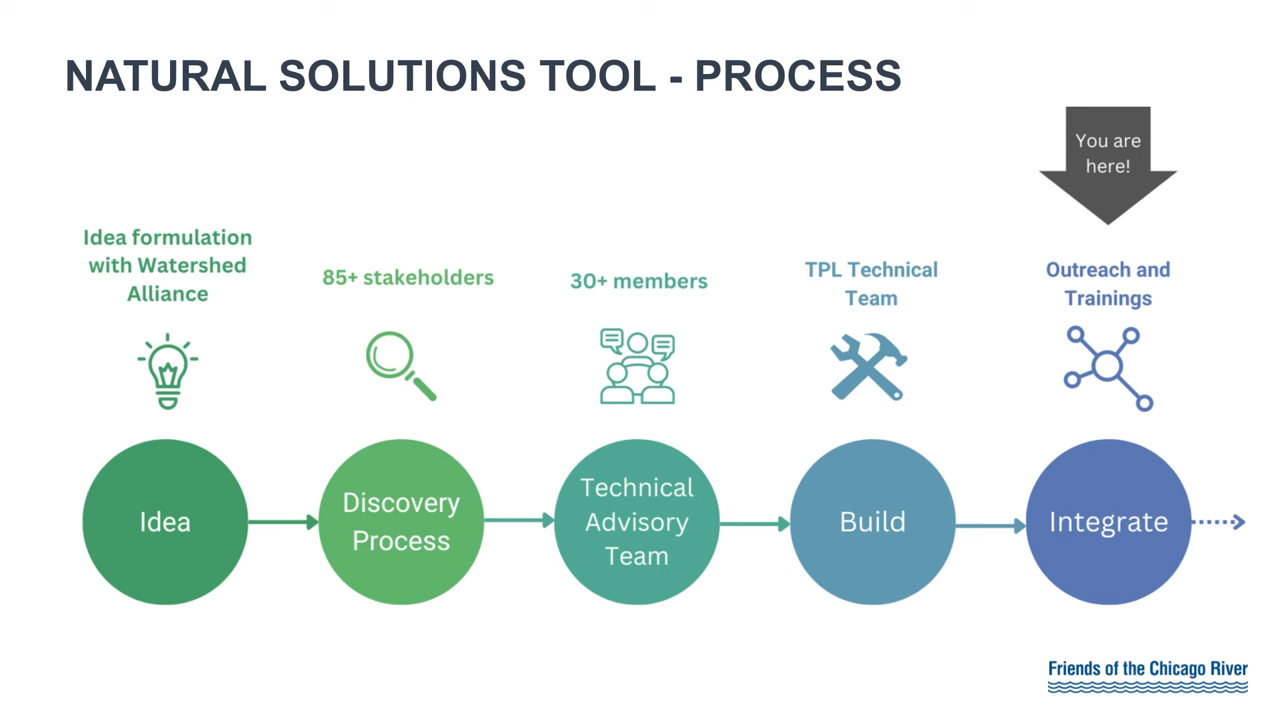 NATURAL SOLUTIONS TOOL - PROCESS
You are
here!
Idea formulation
with Watershed
Alliance
85+ stakeholders
30+ members
TPL Technical
Team
Outreach and
Trainings
Idea
Discovery
Process
Technical
Advisory
Team
Build
Integrate
Friends of the Chicago River